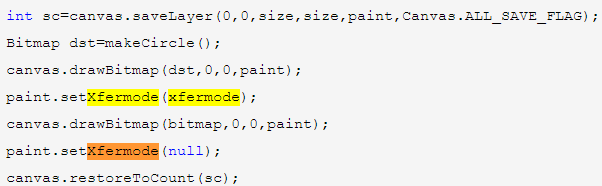 int sc=canvas.saveLayer(0,0,size,size,paint,Canvas.ALL_SAVE_FLAG);
Bitmap dst=makeCircle();
canvas.drawBitmap(dst,0,0,paint);
paint.setXfermode(xfermode);
canvas.drawBitmap(bitmap,0,0,paint);
paint.setXfermode(null);
canvas.restoreToCount(sc);